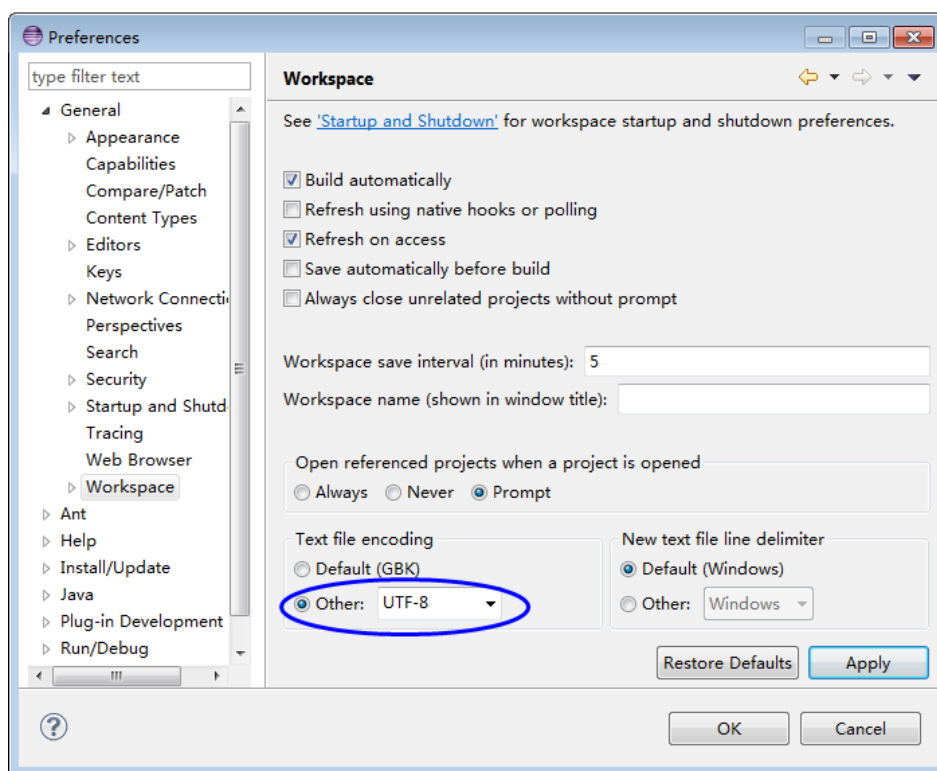 Preferences
type filter text
General
Appearance
Capabilities
Compare/Patch
Content Types
Editors
Keys
Network Connecti
Perspectives
Search
Security
Startup and Shutd
Tracing
Web Browser
Workspace
Ant
Help
Install/Update
Java
Plug-in Development
Run/Debug
Workspace
See 'Startup and Shutdown' for workspace startup and shutdown preferences.
Build automatically
Refresh using native hooks or polling
Refresh on access
Save automatically before build
Always close unrelated projects without prompt
Workspace save interval (in minutes): 5
Workspace name (shown in window title):
Open referenced projects when a project is opened
Always Never Prompt
Text file encoding
Default (GBK)
Other: UTF-8
New text file line delimiter
Default (Windows)
Other: Windows
Restore Defaults Apply
OK Cancel